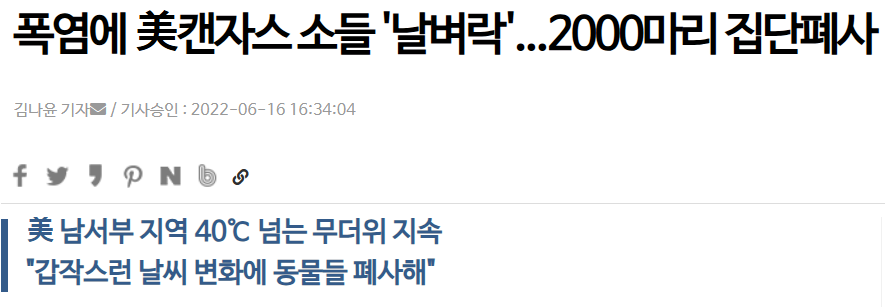 폭염에 美캔자스 소들 '날벼락'...2000마리 집단폐사
김나윤 기자 / 기사승인 : 2022-06-16 16:34:04
美 남서부 지역 40℃ 넘는 무더위 지속
"갑작스런 날씨 변화에 동물들 폐사해"